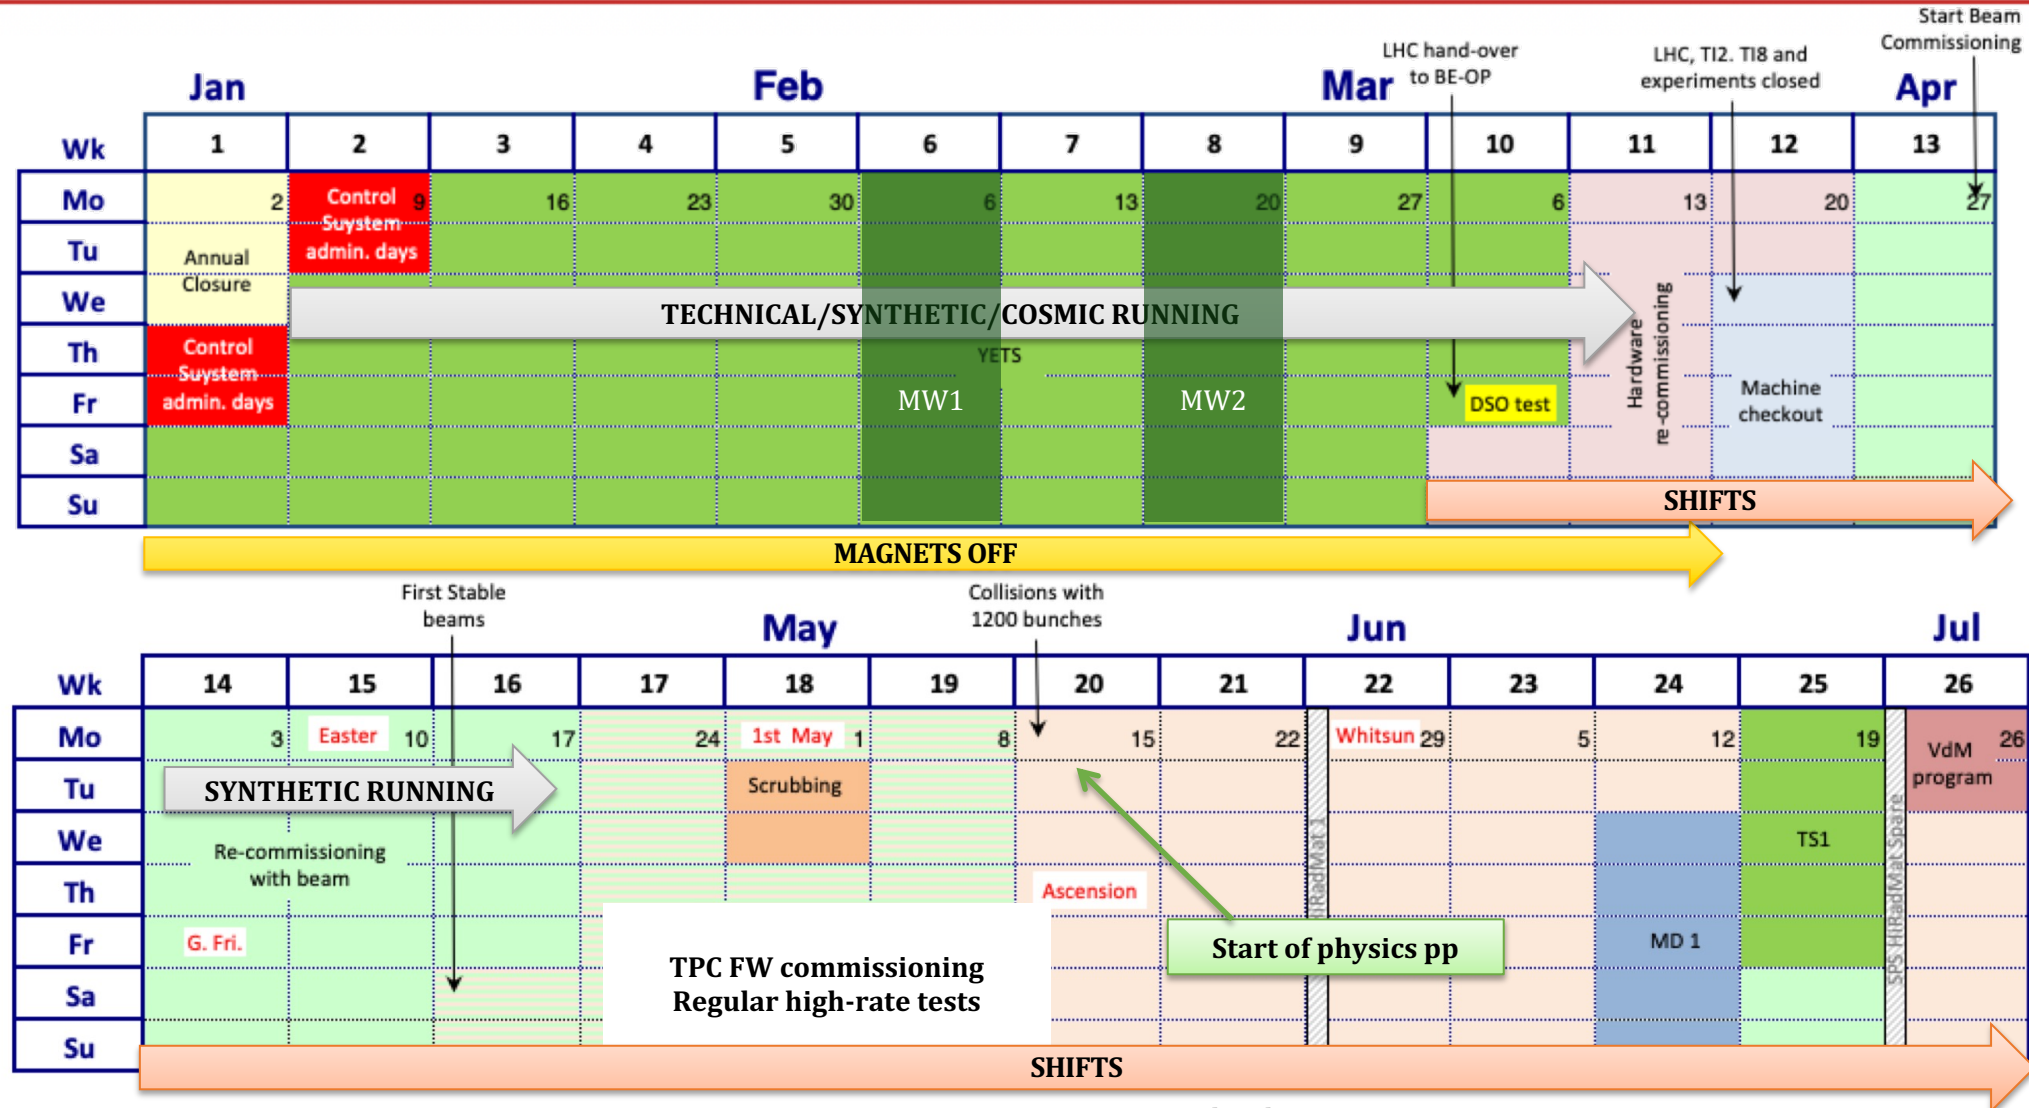 Start Beam
Commissioning
LHC hand-over
to BE-OP
LHC, TI2. TI8 and
experiments closed
Jan Feb Mar Apr
Wk 1 2 3 4 5 6 7 8 9 10 11 12 13
Mo 2 9 16 23 30 6 13 20 27 6 13 20 27
Tu
We
Th
Fr
Sa
Su
Annual
Closure
Control
Suystem
admin. days
Control
Suystem
admin. days
TECHNICAL/SYNTHETIC/COSMIC RUNNING
YETS
MW1
MW2
DSO test
Hardware
re-commissioning
Machine
checkout
SHIFTS
MAGNETS OFF
First Stable
beams
Collisions with
1200 bunches
May Jun Jul
Wk 14 15 16 17 18 19 20 21 22 23 24 25 26
Mo 3 Easter 10 17 24 1st May 1 8 15 22 Whitsun 29 5 12 19 26
Tu
We
Th
Fr
Sa
Su
VdM
program
SYNTHETIC RUNNING
Scrubbing
Re-commissioning
with beam
TS1
Ascension
G. Fri.
Start of physics pp
MD 1
TPC FW commissioning
Regular high-rate tests
HiRadMat 1
SPS HiRadMat Spare
SHIFTS